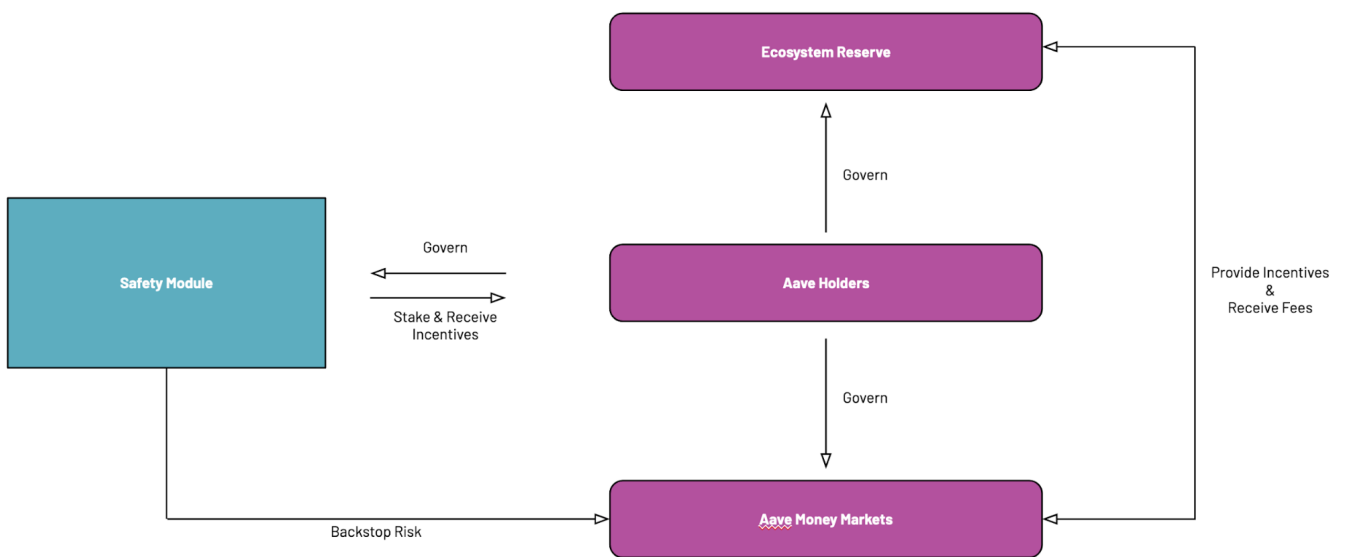 Ecosystem Reserve
Govern
Safety Module
Govern
Stake & Receive
Incentives
Aave Holders
Provide Incentives
&
Receive Fees
Govern
Backstop Risk
Aave Money Markets